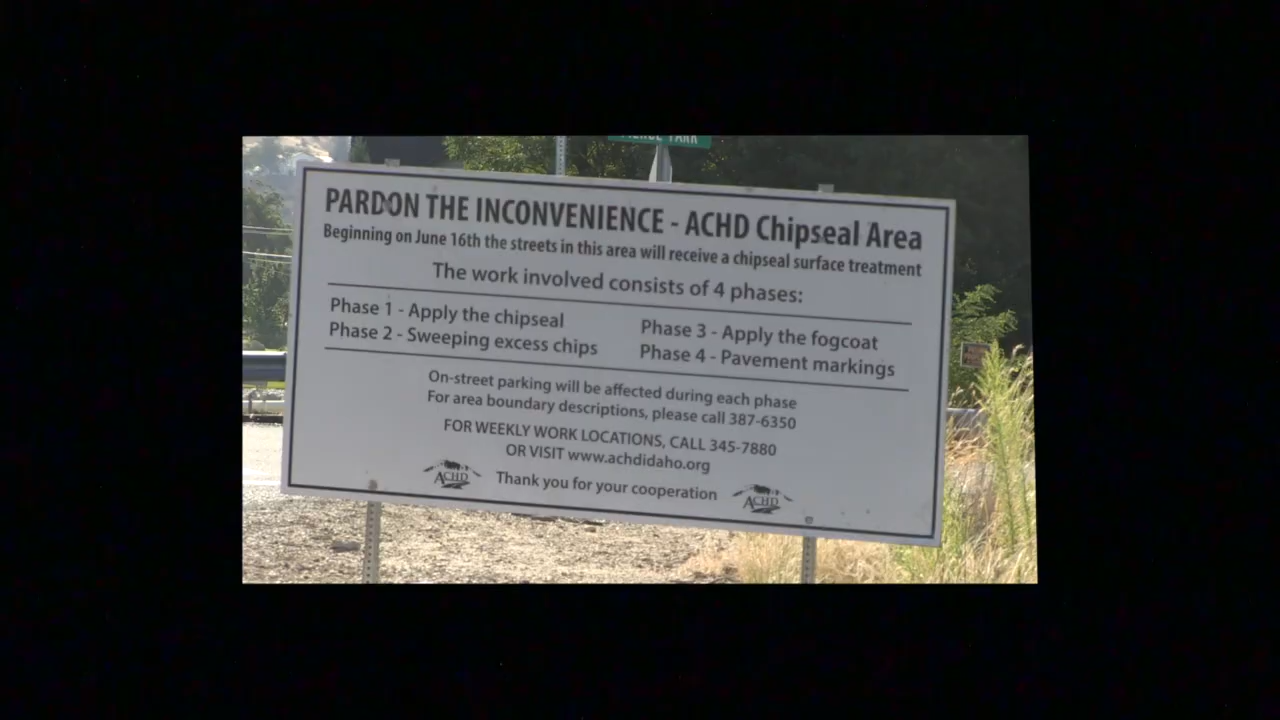 PARK
PARDON THE INCONVENIENCE - ACHD Chipseal Area
Beginning on June 16th the streets in this area will receive a chipseal surface treatment
The work involved consists of 4 phases:
Phase 1 - Apply the chipseal
Phase 2 - Sweeping excess chips
Phase 3 - Apply the fogcoat
Phase 4 - Pavement markings
On-street parking will be affected during each phase
For area boundary descriptions, please call 387-6350
FOR WEEKLY WORK LOCATIONS, CALL 345-7880
OR VISIT www.achdidaho.org
ACHD
Thank you for your cooperation
ACHD